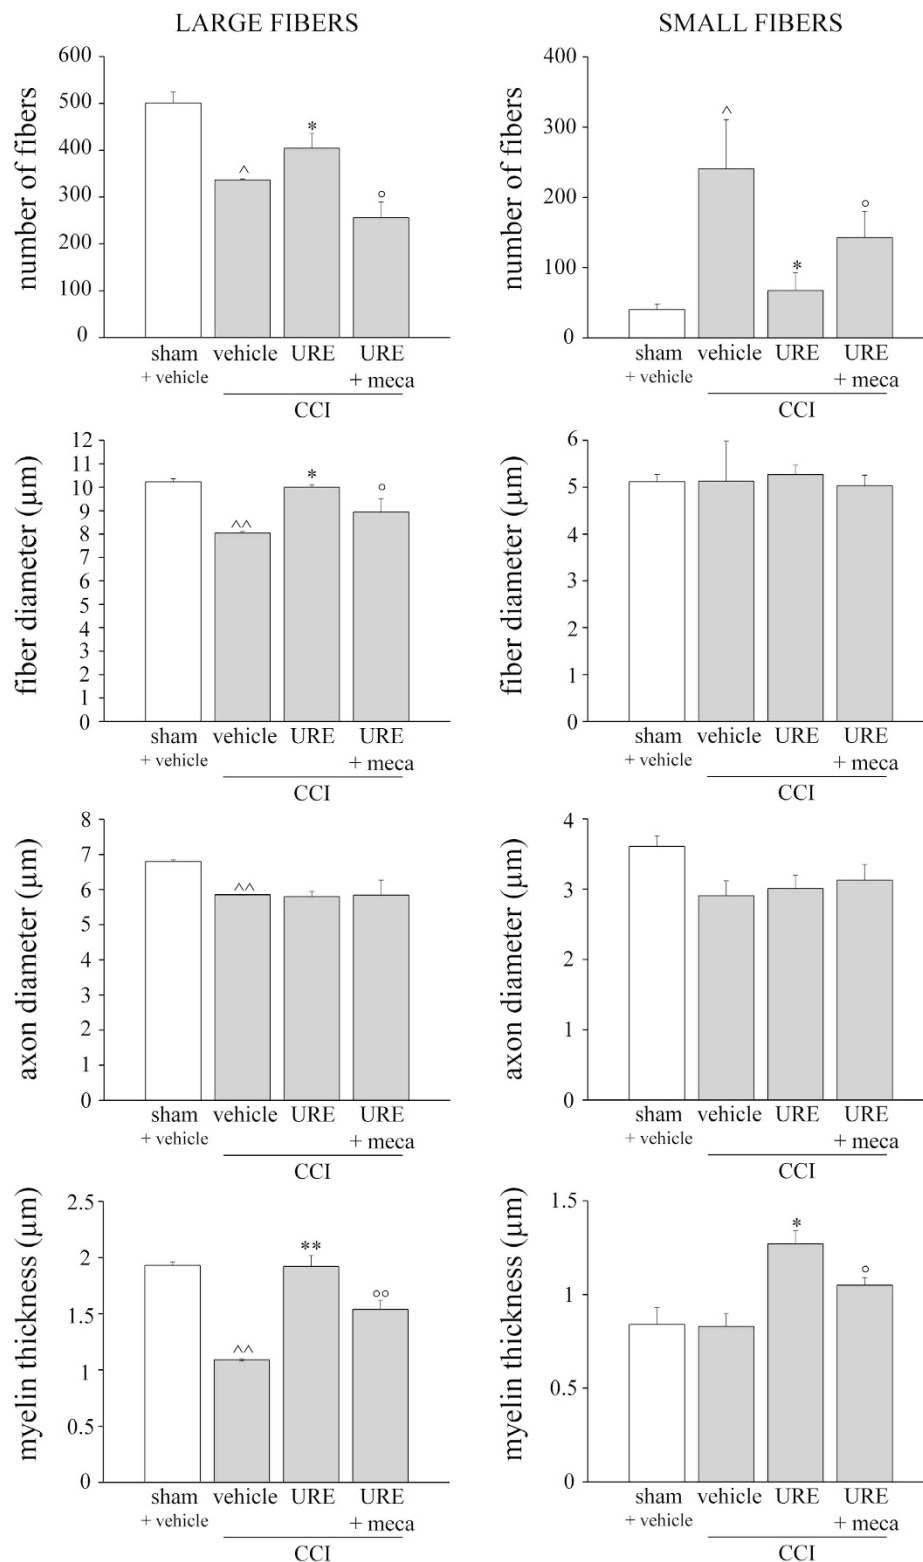 LARGE FIBERS
SMALL FIBERS
number of fibers
600
500
400
300
200
100
0
^
*
°
sham vehicle URE URE
+ vehicle + meca
CCI
number of fibers
400
300
200
100
0
^
*
°
sham vehicle URE URE
+ vehicle + meca
CCI
fiber diameter (μm)
12
11
10
9
8
7
6
5
4
3
2
1
0
^^
*
°
sham vehicle URE URE
+ vehicle + meca
CCI
fiber diameter (μm)
6
5
4
3
2
1
0
sham vehicle URE URE
+ vehicle + meca
CCI
axon diameter (μm)
8
7
6
5
4
3
2
1
0
^^
sham vehicle URE URE
+ vehicle + meca
CCI
axon diameter (μm)
4
3
2
1
0
sham vehicle URE URE
+ vehicle + meca
CCI
myelin thickness (μm)
2.5
2
1.5
1
0.5
0
^^
**
°°
sham vehicle URE URE
+ vehicle + meca
CCI
myelin thickness (μm)
1.5
1
0.5
0
*
°
sham vehicle URE URE
+ vehicle + meca
CCI